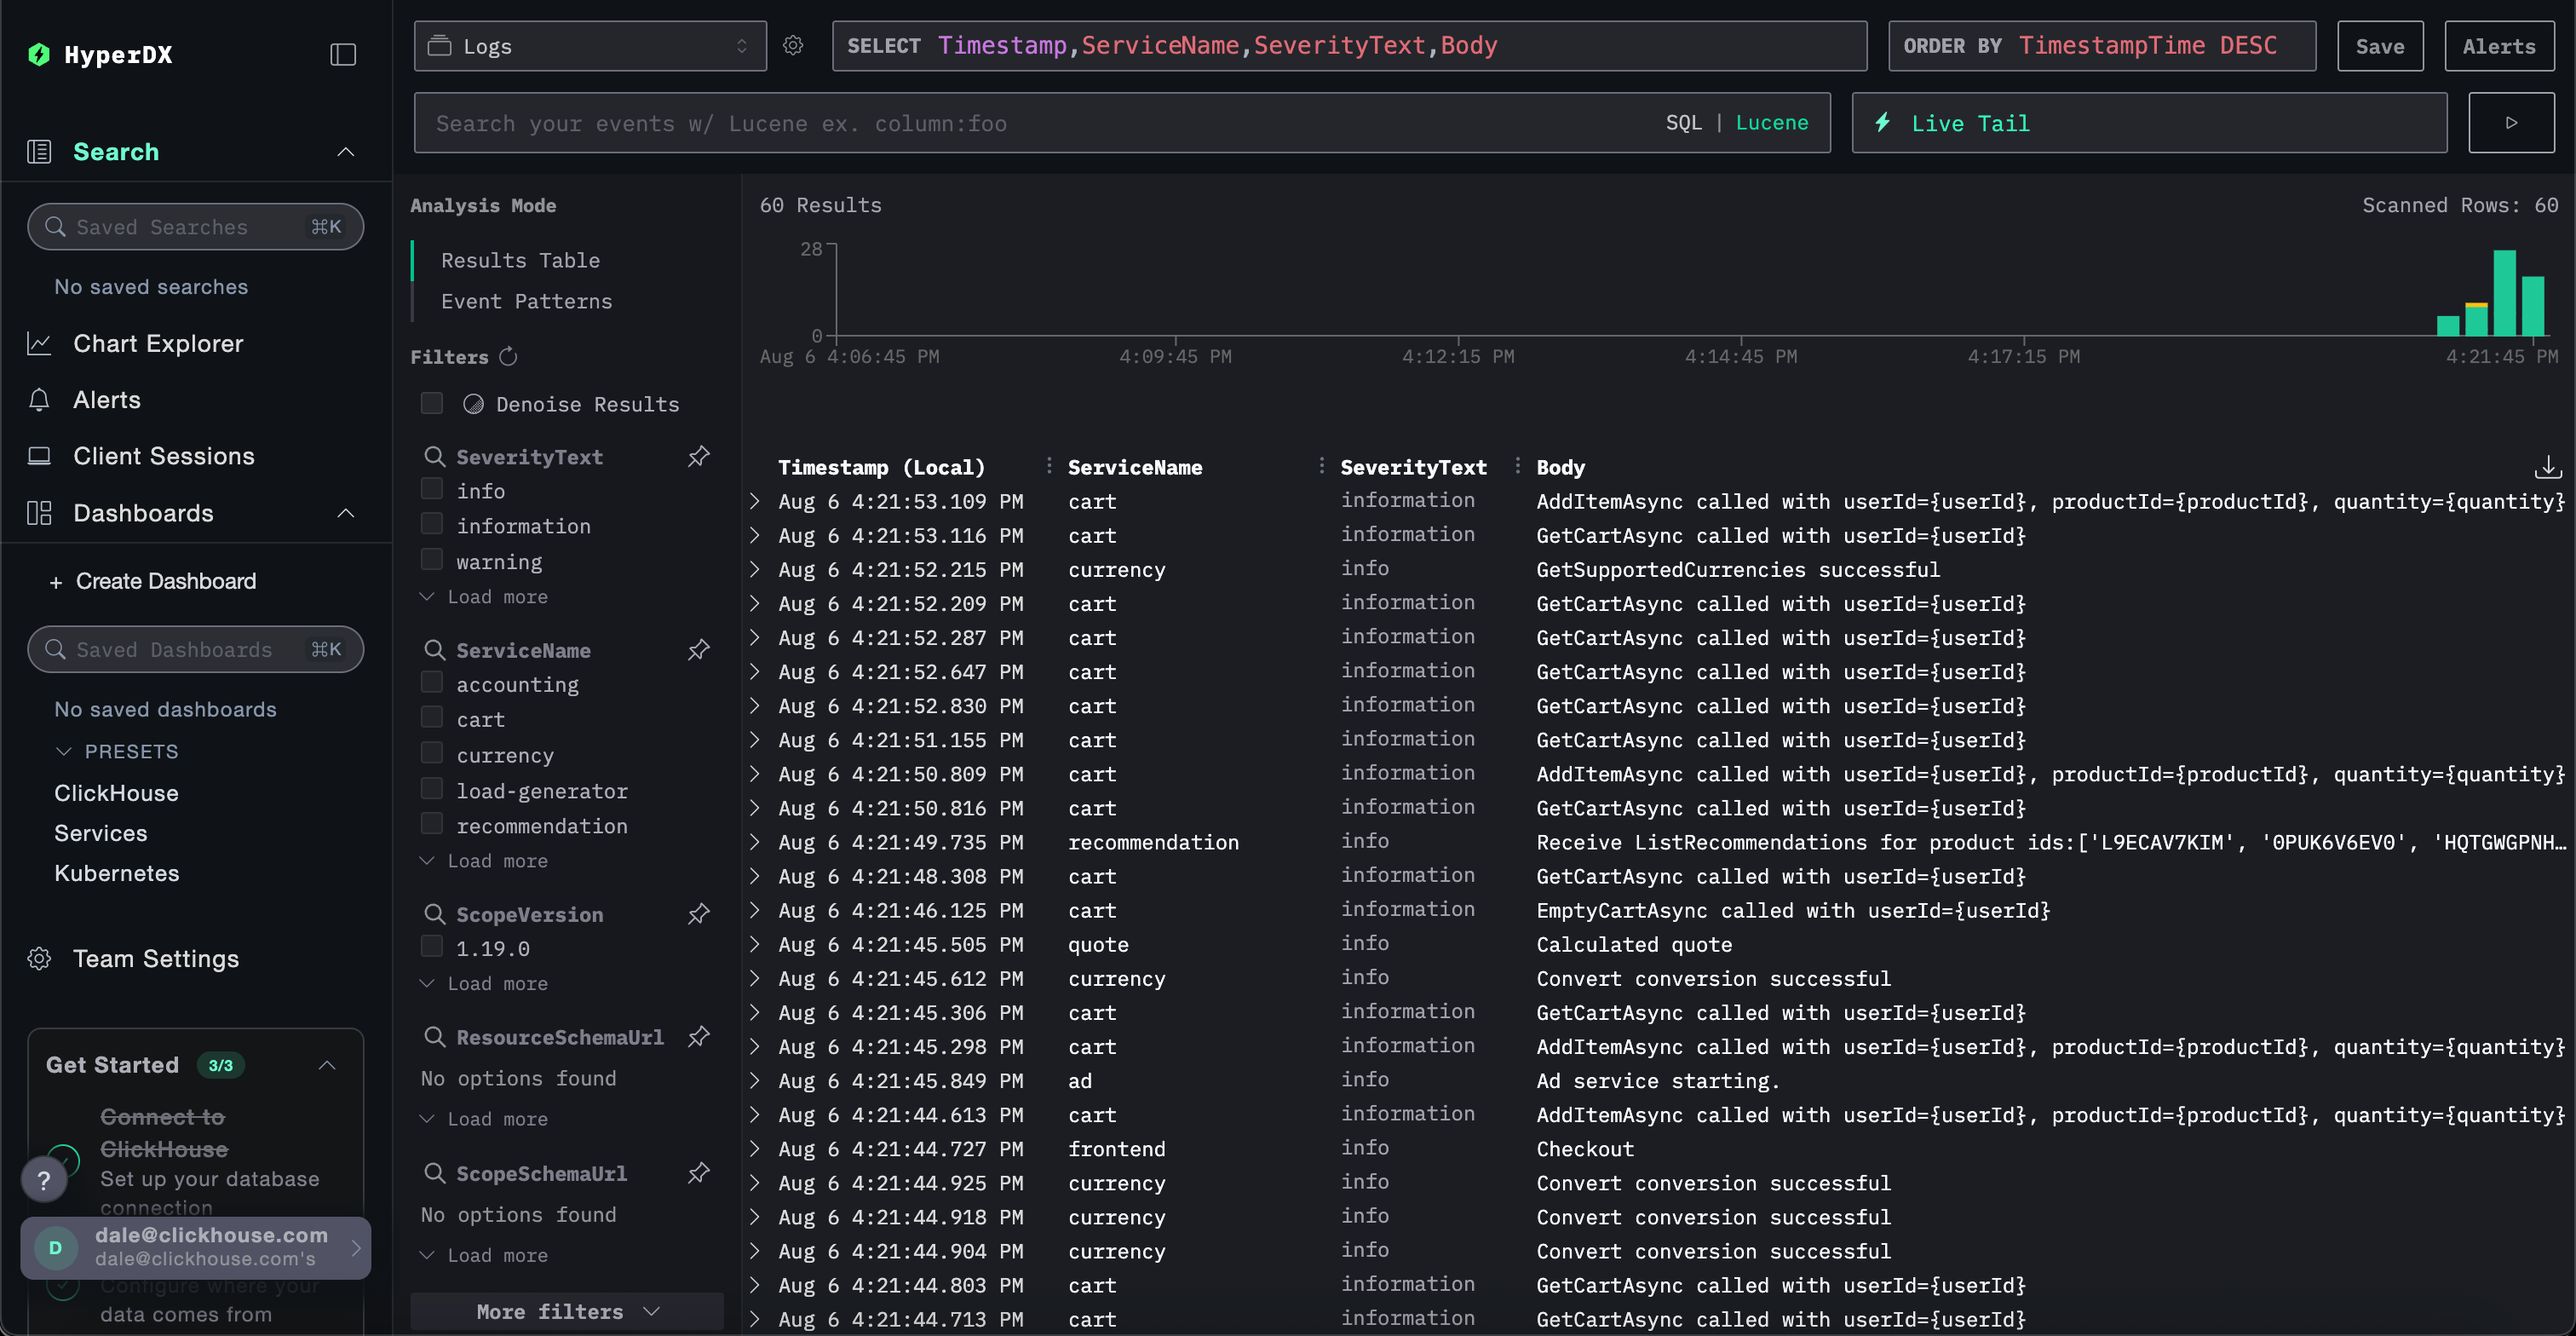 HyperDX
Search
Saved Searches ⌘K
No saved searches
Chart Explorer
Alerts
Client Sessions
Dashboards
+ Create Dashboard
Saved Dashboards ⌘K
No saved dashboards
PRESETS
ClickHouse
Services
Kubernetes
Team Settings
Get Started 3/3
Connect to
ClickHouse
Set up your database
connection
?
D
dale@clickhouse.com
dale@clickhouse.com's
Configure where your
data comes from
Logs
SELECT Timestamp,ServiceName,SeverityText,Body
ORDER BY TimestampTime DESC
Save
Alerts
Search your events w/ Lucene ex. column:foo
SQL | Lucene
Live Tail
Analysis Mode
Results Table
Event Patterns
Filters
Denoise Results
SeverityText
info
information
warning
Load more
ServiceName
accounting
cart
currency
load-generator
recommendation
Load more
ScopeVersion
1.19.0
Load more
ResourceSchemaUrl
No options found
Load more
ScopeSchemaUrl
No options found
Load more
More filters
60 Results
Scanned Rows: 60
28
0
Aug 6 4:06:45 PM 4:09:45 PM 4:12:15 PM 4:14:45 PM 4:17:15 PM 4:21:45 PM
Timestamp (Local) ServiceName SeverityText Body
Aug 6 4:21:53.109 PM cart information AddItemAsync called with userId={userId}, productId={productId}, quantity={quantity}
Aug 6 4:21:53.116 PM cart information GetCartAsync called with userId={userId}
Aug 6 4:21:52.215 PM currency info GetSupportedCurrencies successful
Aug 6 4:21:52.209 PM cart information GetCartAsync called with userId={userId}
Aug 6 4:21:52.287 PM cart information GetCartAsync called with userId={userId}
Aug 6 4:21:52.647 PM cart information GetCartAsync called with userId={userId}
Aug 6 4:21:52.830 PM cart information GetCartAsync called with userId={userId}
Aug 6 4:21:51.155 PM cart information GetCartAsync called with userId={userId}
Aug 6 4:21:50.809 PM cart information AddItemAsync called with userId={userId}, productId={productId}, quantity={quantity}
Aug 6 4:21:50.816 PM cart information GetCartAsync called with userId={userId}
Aug 6 4:21:49.735 PM recommendation info Receive ListRecommendations for product ids:['L9ECAV7KIM', '0PUK6V6EV0', 'HQTGWGPNH…
Aug 6 4:21:48.308 PM cart information GetCartAsync called with userId={userId}
Aug 6 4:21:46.125 PM cart information EmptyCartAsync called with userId={userId}
Aug 6 4:21:45.505 PM quote info Calculated quote
Aug 6 4:21:45.612 PM currency info Convert conversion successful
Aug 6 4:21:45.306 PM cart information GetCartAsync called with userId={userId}
Aug 6 4:21:45.298 PM cart information AddItemAsync called with userId={userId}, productId={productId}, quantity={quantity}
Aug 6 4:21:45.849 PM ad info Ad service starting.
Aug 6 4:21:44.613 PM cart information AddItemAsync called with userId={userId}, productId={productId}, quantity={quantity}
Aug 6 4:21:44.727 PM frontend info Checkout
Aug 6 4:21:44.925 PM currency info Convert conversion successful
Aug 6 4:21:44.918 PM currency info Convert conversion successful
Aug 6 4:21:44.904 PM currency info Convert conversion successful
Aug 6 4:21:44.803 PM cart information GetCartAsync called with userId={userId}
Aug 6 4:21:44.713 PM cart information GetCartAsync called with userId={userId}